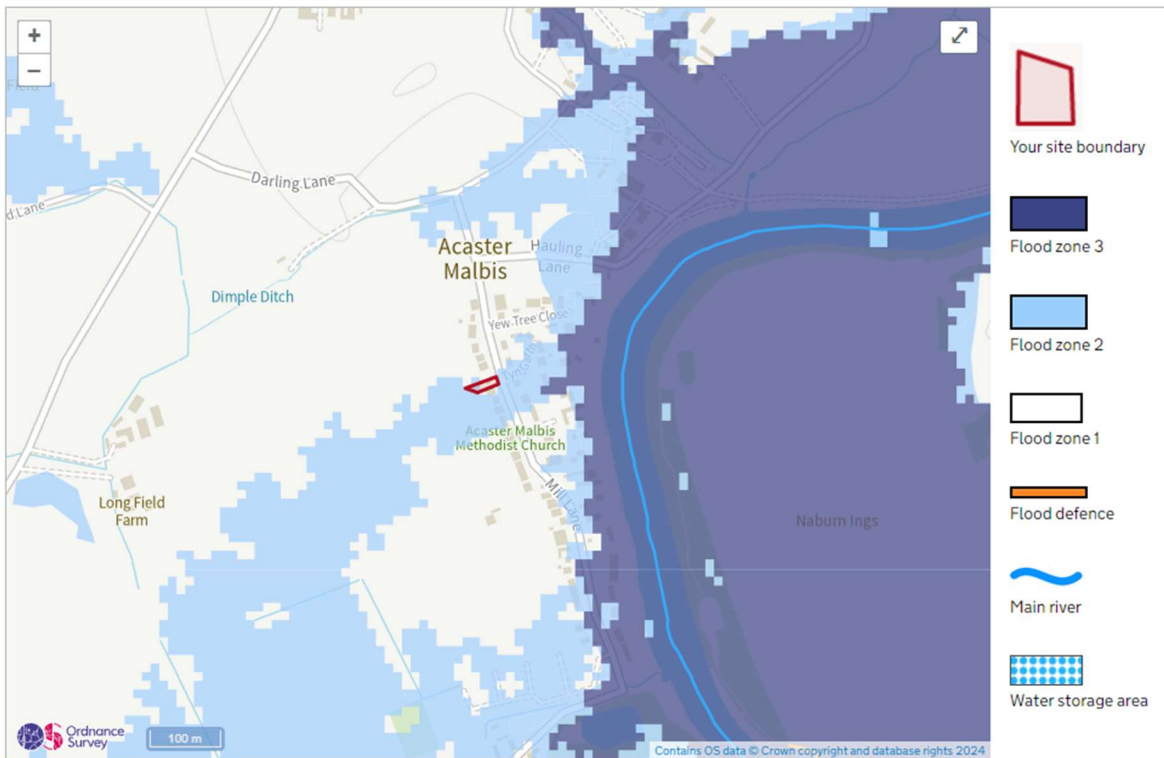 +
−
Field
d Lane
Darling Lane
Acaster
Malbis
Hauling
Lane
Dimple Ditch
Yew Tree Close
Acaster Malbis
Methodist Church
Mill Lane
Long Field
Farm
Naburn Ings
Ordnance
Survey
100 m
Contains OS data © Crown copyright and database rights 2024
Your site boundary
Flood zone 3
Flood zone 2
Flood zone 1
Flood defence
Main river
Water storage area